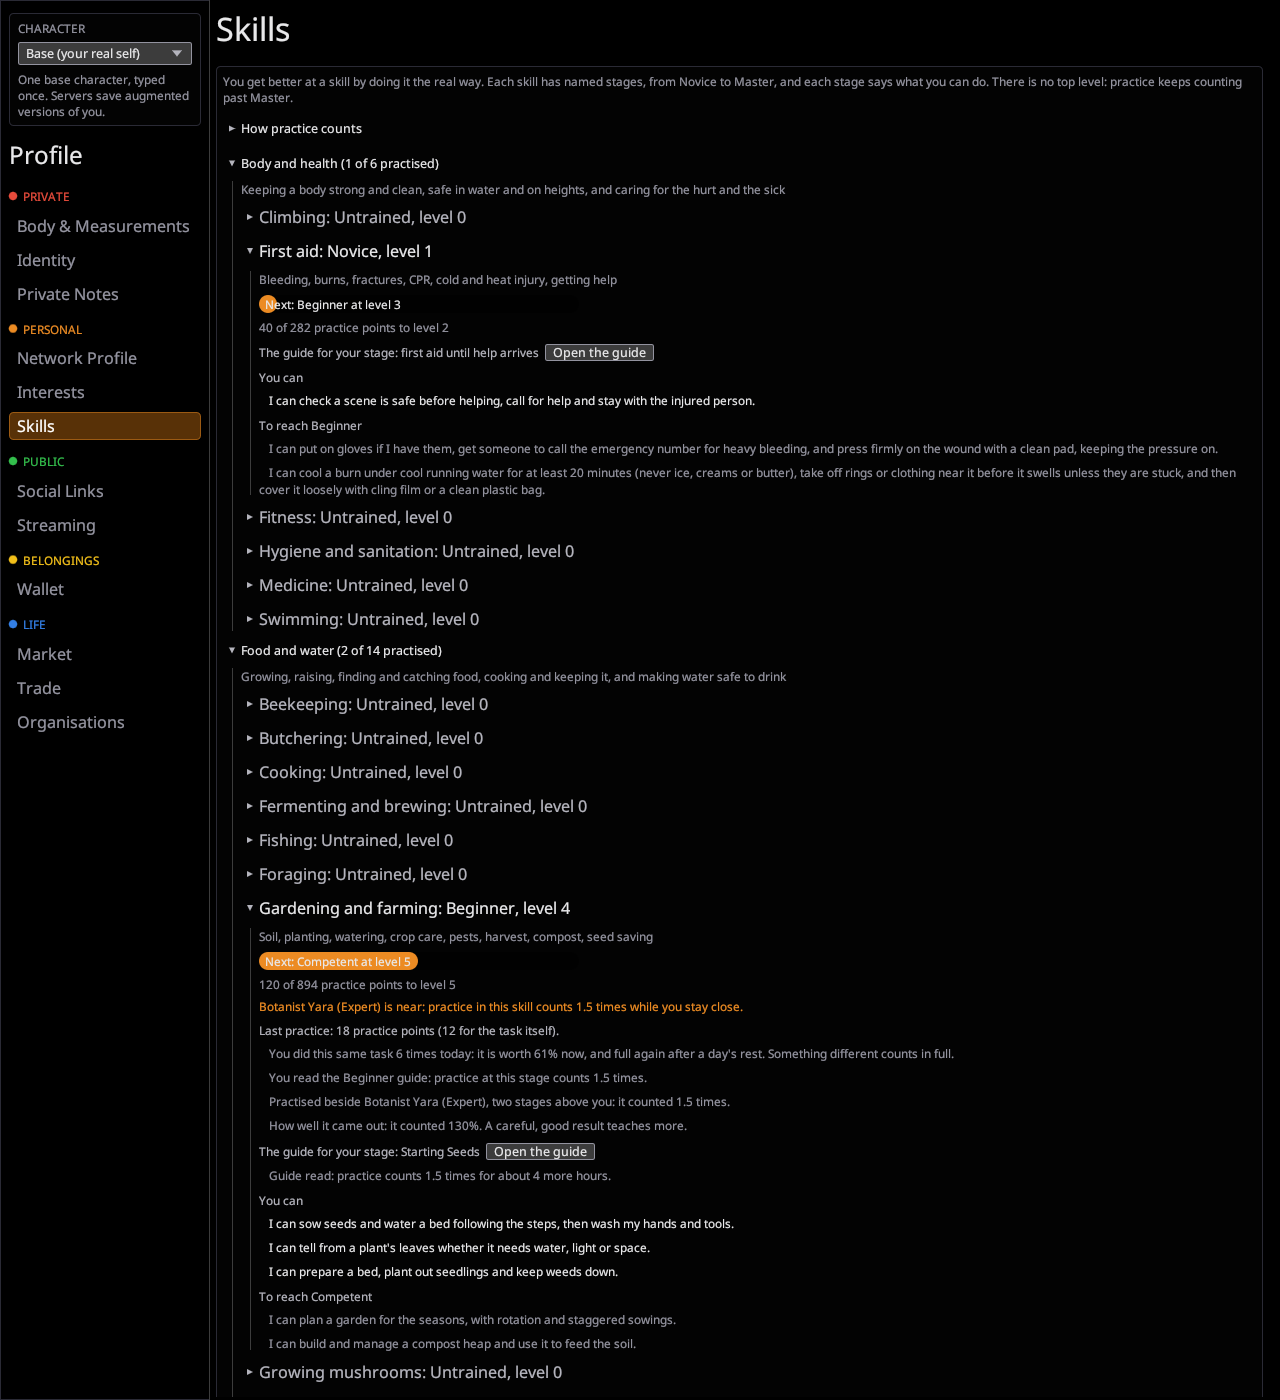 CHARACTER
Base (your real self)
One base character, typed
once. Servers save augmented
versions of you.
Profile
PRIVATE
Body & Measurements
Identity
Private Notes
PERSONAL
Network Profile
Interests
Skills
PUBLIC
Social Links
Streaming
BELONGINGS
Wallet
LIFE
Market
Trade
Organisations
Skills
You get better at a skill by doing it the real way. Each skill has named stages, from Novice to Master, and each stage says what you can do. There is no top level: practice keeps counting
past Master.
How practice counts
Body and health (1 of 6 practised)
Keeping a body strong and clean, safe in water and on heights, and caring for the hurt and the sick
Climbing: Untrained, level 0
First aid: Novice, level 1
Bleeding, burns, fractures, CPR, cold and heat injury, getting help
Next: Beginner at level 3
40 of 282 practice points to level 2
The guide for your stage: first aid until help arrives Open the guide
You can
I can check a scene is safe before helping, call for help and stay with the injured person.
To reach Beginner
I can put on gloves if I have them, get someone to call the emergency number for heavy bleeding, and press firmly on the wound with a clean pad, keeping the pressure on.
I can cool a burn under cool running water for at least 20 minutes (never ice, creams or butter), take off rings or clothing near it before it swells unless they are stuck, and then
cover it loosely with cling film or a clean plastic bag.
Fitness: Untrained, level 0
Hygiene and sanitation: Untrained, level 0
Medicine: Untrained, level 0
Swimming: Untrained, level 0
Food and water (2 of 14 practised)
Growing, raising, finding and catching food, cooking and keeping it, and making water safe to drink
Beekeeping: Untrained, level 0
Butchering: Untrained, level 0
Cooking: Untrained, level 0
Fermenting and brewing: Untrained, level 0
Fishing: Untrained, level 0
Foraging: Untrained, level 0
Gardening and farming: Beginner, level 4
Soil, planting, watering, crop care, pests, harvest, compost, seed saving
Next: Competent at level 5
120 of 894 practice points to level 5
Botanist Yara (Expert) is near: practice in this skill counts 1.5 times while you stay close.
Last practice: 18 practice points (12 for the task itself).
You did this same task 6 times today: it is worth 61% now, and full again after a day's rest. Something different counts in full.
You read the Beginner guide: practice at this stage counts 1.5 times.
Practised beside Botanist Yara (Expert), two stages above you: it counted 1.5 times.
How well it came out: it counted 130%. A careful, good result teaches more.
The guide for your stage: Starting Seeds Open the guide
Guide read: practice counts 1.5 times for about 4 more hours.
You can
I can sow seeds and water a bed following the steps, then wash my hands and tools.
I can tell from a plant's leaves whether it needs water, light or space.
I can prepare a bed, plant out seedlings and keep weeds down.
To reach Competent
I can plan a garden for the seasons, with rotation and staggered sowings.
I can build and manage a compost heap and use it to feed the soil.
Growing mushrooms: Untrained, level 0